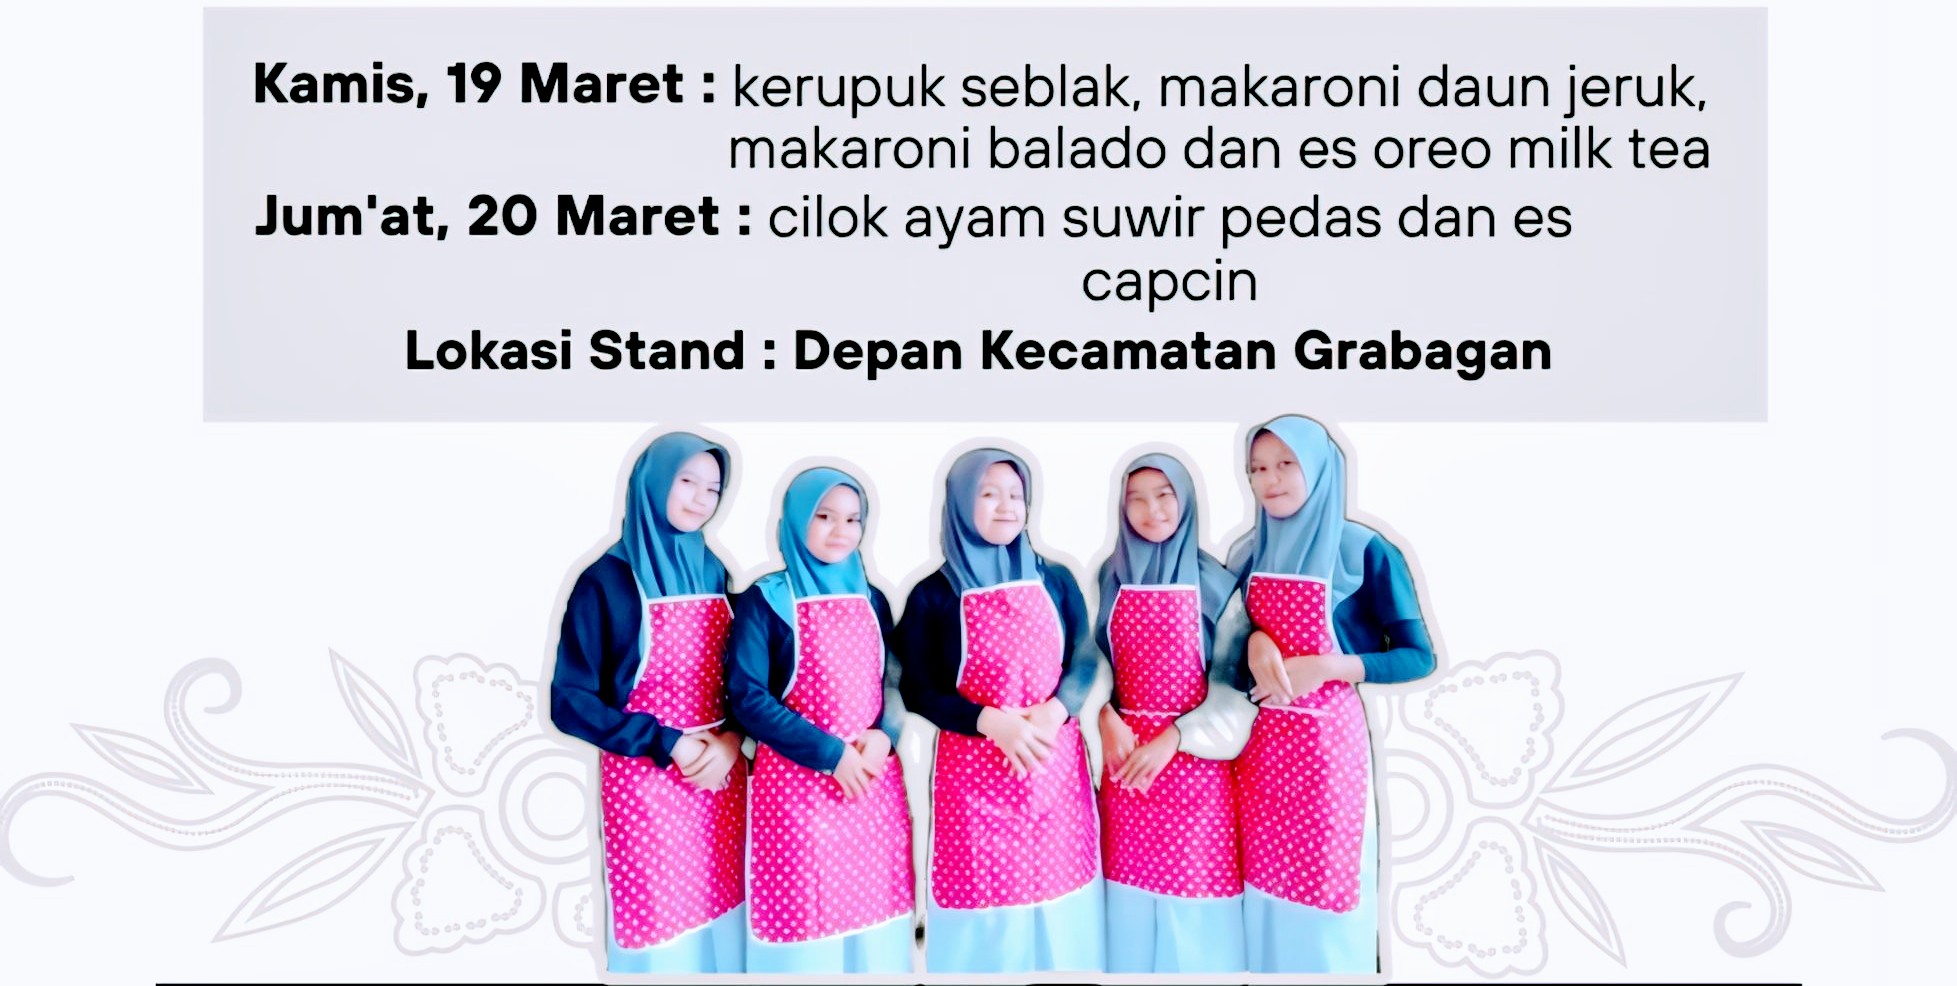 Kamis, 19 Maret : kerupuk seblak, makaroni daun jeruk,
makaroni balado dan es oreo milk tea
Jum'at, 20 Maret : cilok ayam suwir pedas dan es
capcin
Lokasi Stand : Depan Kecamatan Grabagan